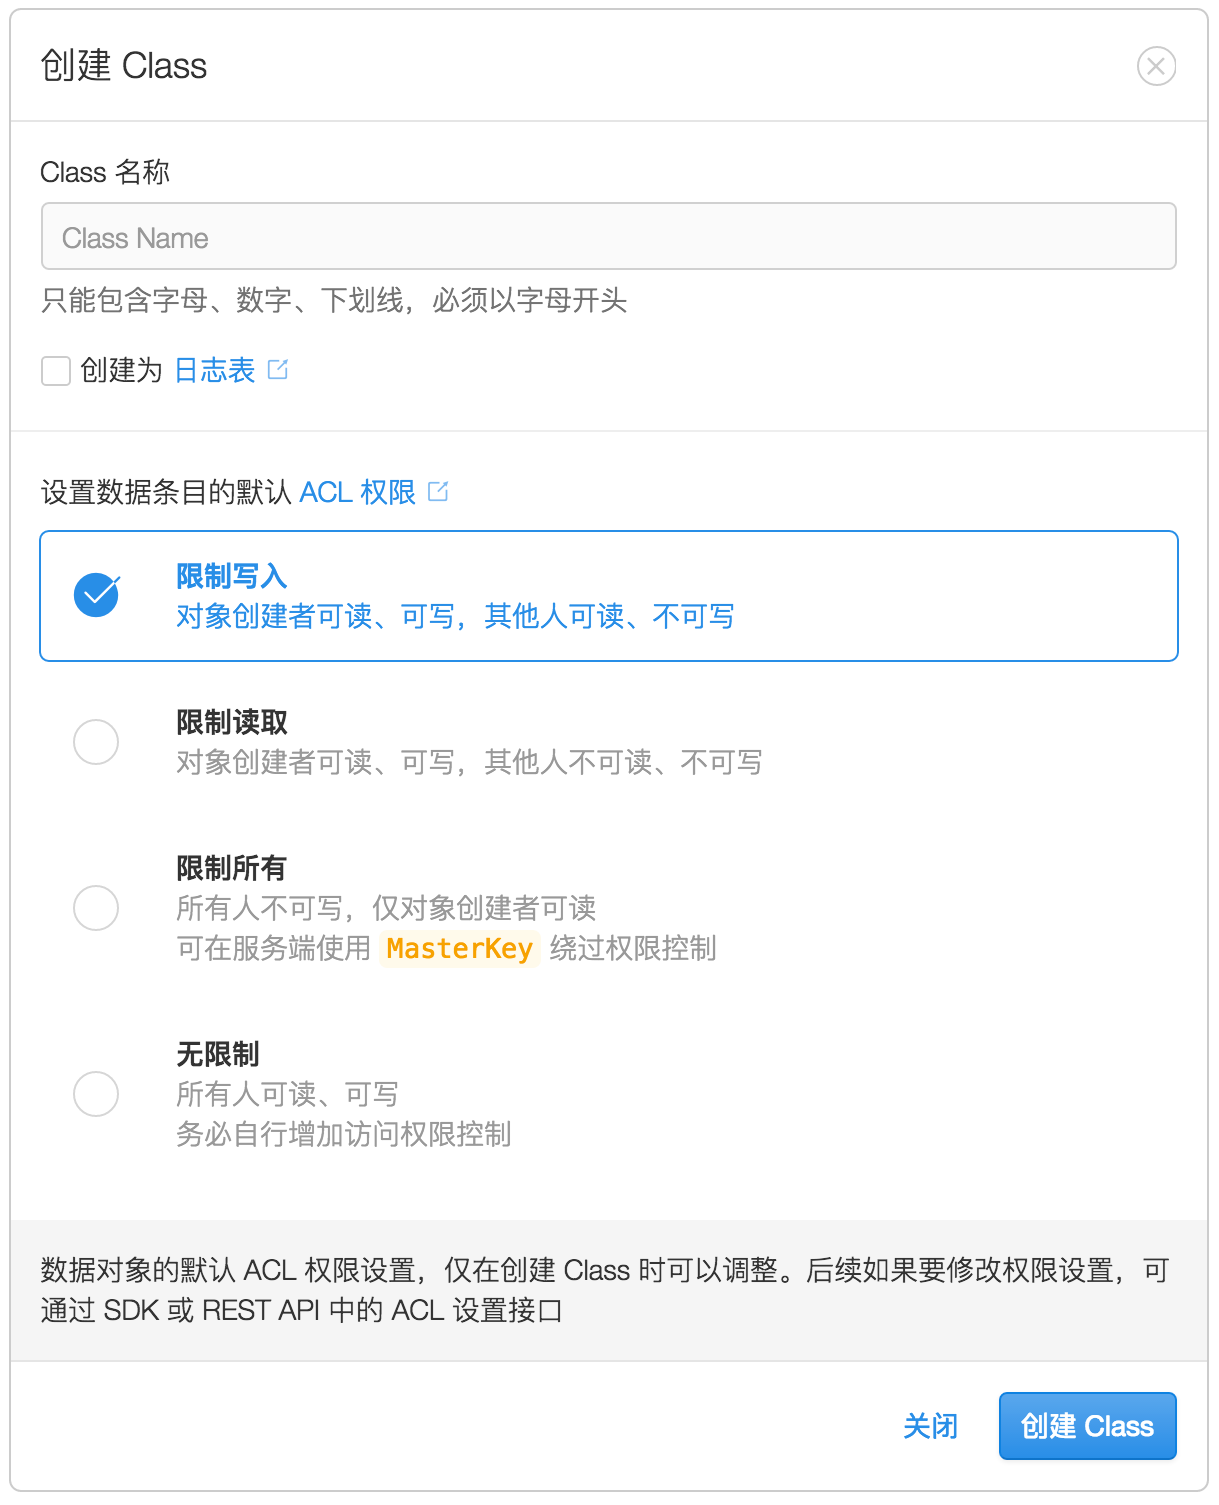 创建 Class
Class 名称
Class Name
只能包含字母、数字、下划线，必须以字母开头
创建为 日志表
设置数据条目的默认 ACL 权限
限制写入
对象创建者可读、可写，其他人可读、不可写
限制读取
对象创建者可读、可写，其他人不可读、不可写
限制所有
所有人不可写，仅对象创建者可读
可在服务端使用 MasterKey 绕过权限控制
无限制
所有人可读、可写
务必自行增加访问权限控制
数据对象的默认 ACL 权限设置，仅在创建 Class 时可以调整。后续如果要修改权限设置，可
通过 SDK 或 REST API 中的 ACL 设置接口
关闭 创建 Class